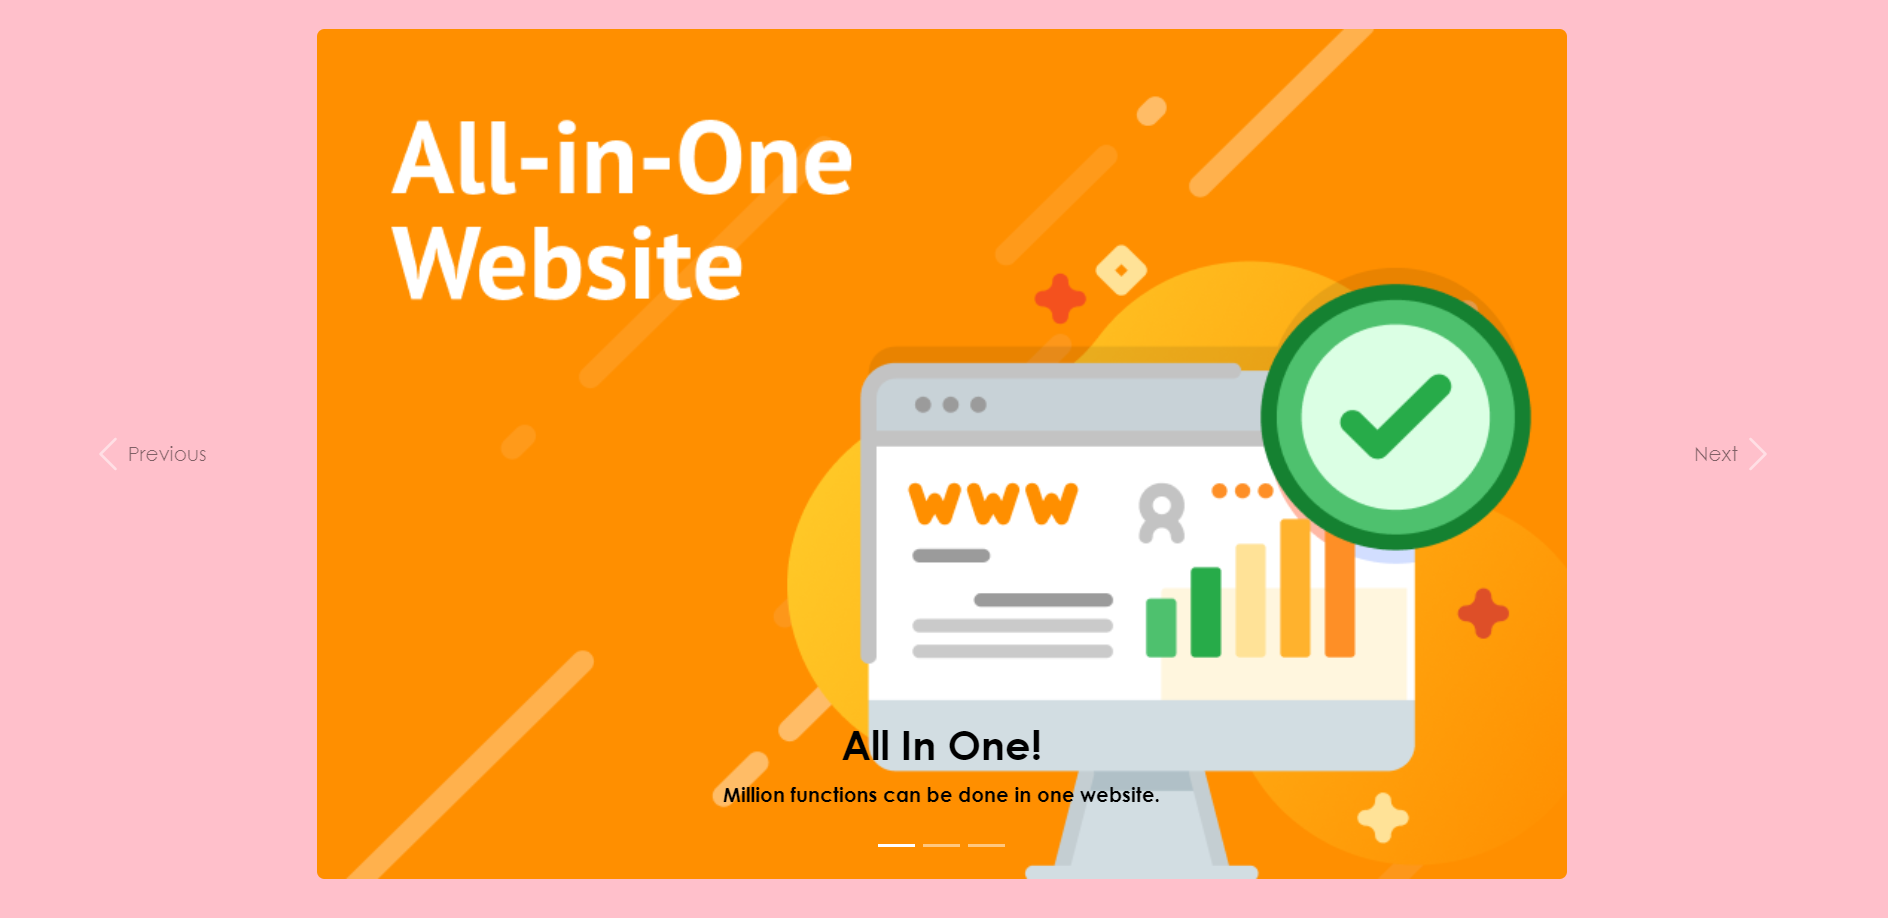 All-in-One
Website
Previous
Next
WWW
All In One!
Million functions can be done in one website.